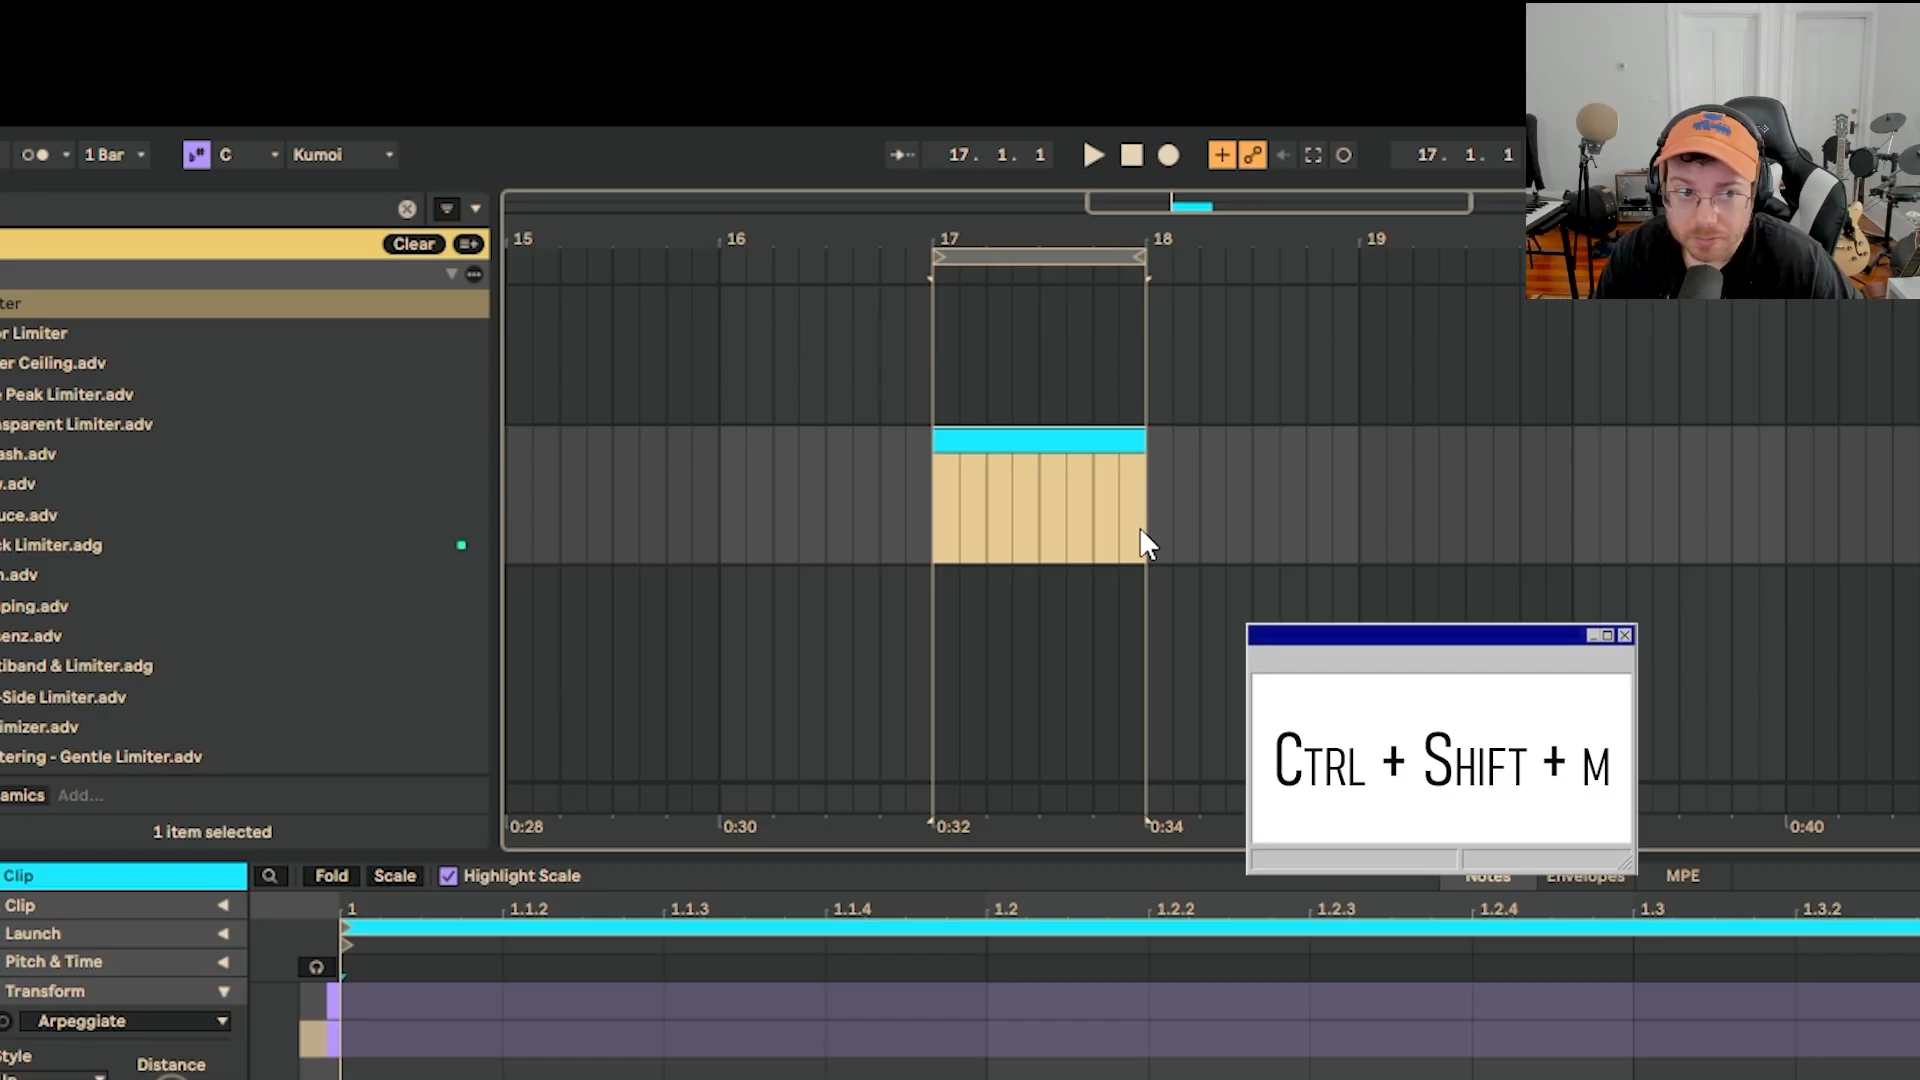 1 Bar
C
Kumoi
17. 1. 1
17. 1. 1
Clear
ter
r Limiter
er Ceiling.adv
Peak Limiter.adv
sparent Limiter.adv
ash.adv
.adv
uce.adv
k Limiter.adg
.adv
ping.adv
enz.adv
tiband & Limiter.adg
-Side Limiter.adv
imizer.adv
tering - Gentle Limiter.adv
amics Add...
1 item selected
15 16 17 18 19
0:28 0:30 0:32 0:34 0:40
Ctrl + Shift + m
Clip
Fold Scale Highlight Scale
Notes Envelopes MPE
Clip
Launch
Pitch & Time
Transform
Arpeggiate
Style
Distance
1 1.1.2 1.1.3 1.1.4 1.2 1.2.2 1.2.3 1.2.4 1.3 1.3.2